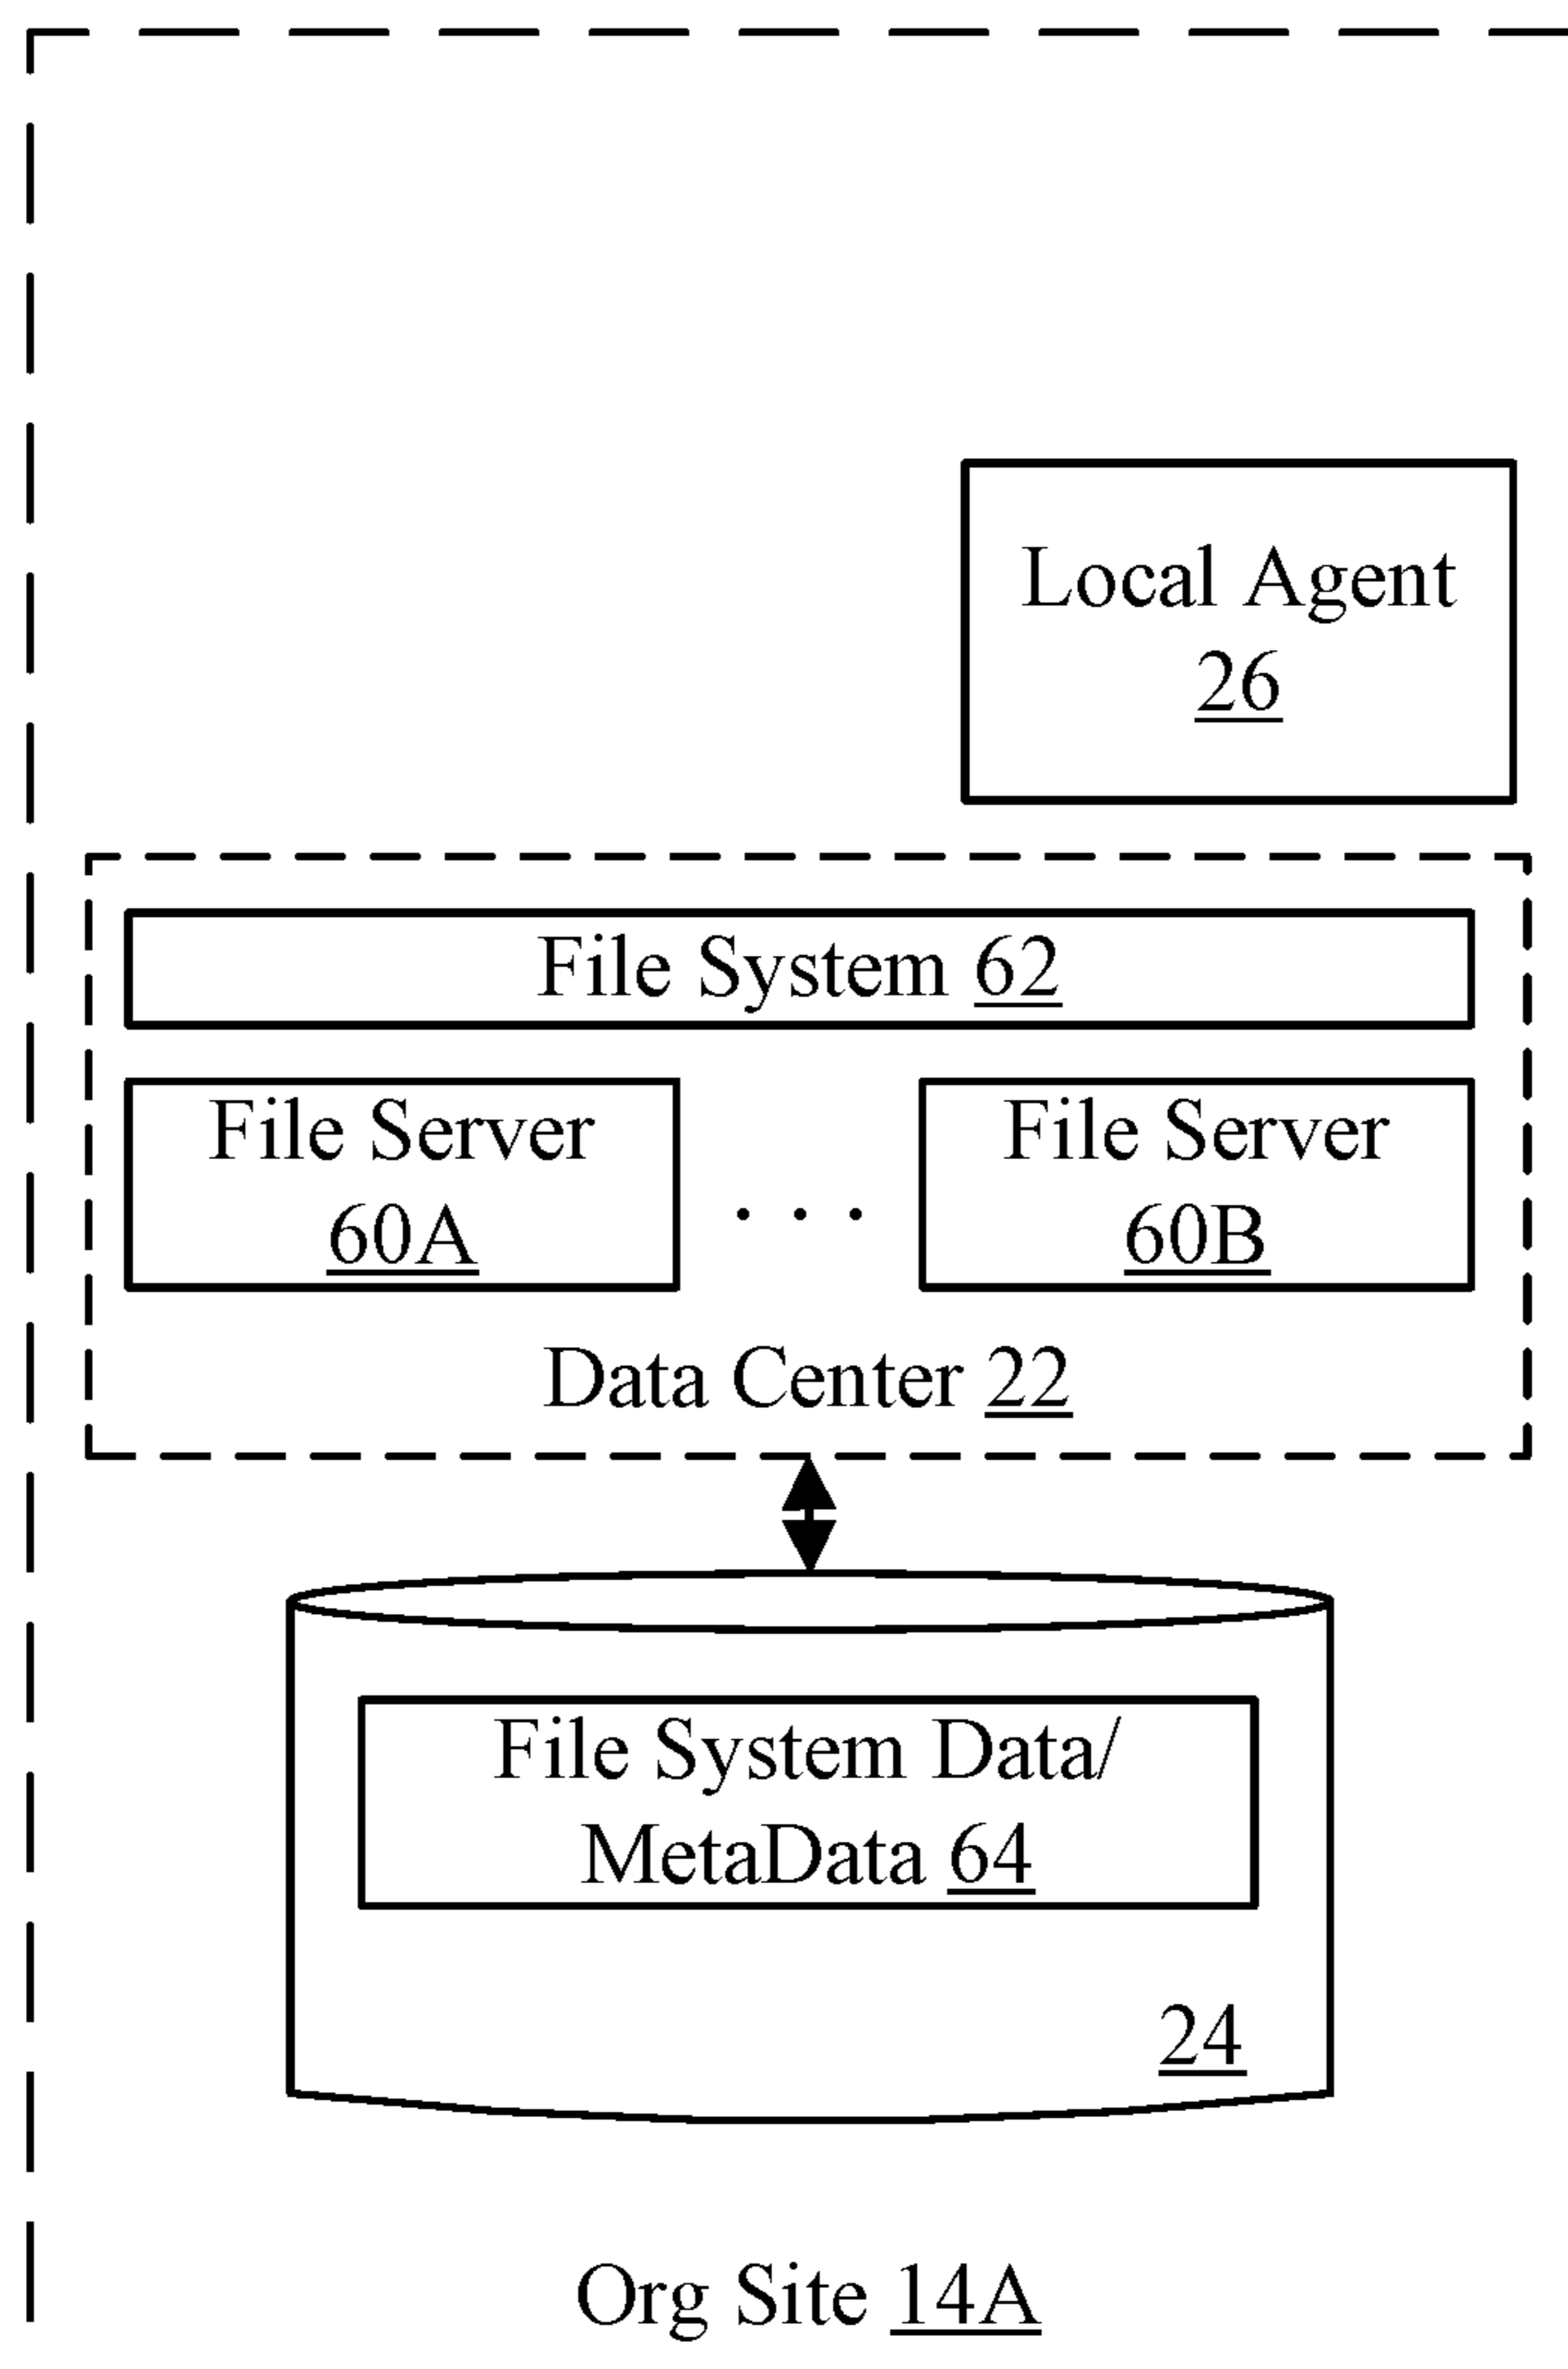 Local Agent
26
File System 62
File Server
60A
. . .
File Server
60B
Data Center 22
File System Data/
MetaData 64
24
Org Site 14A